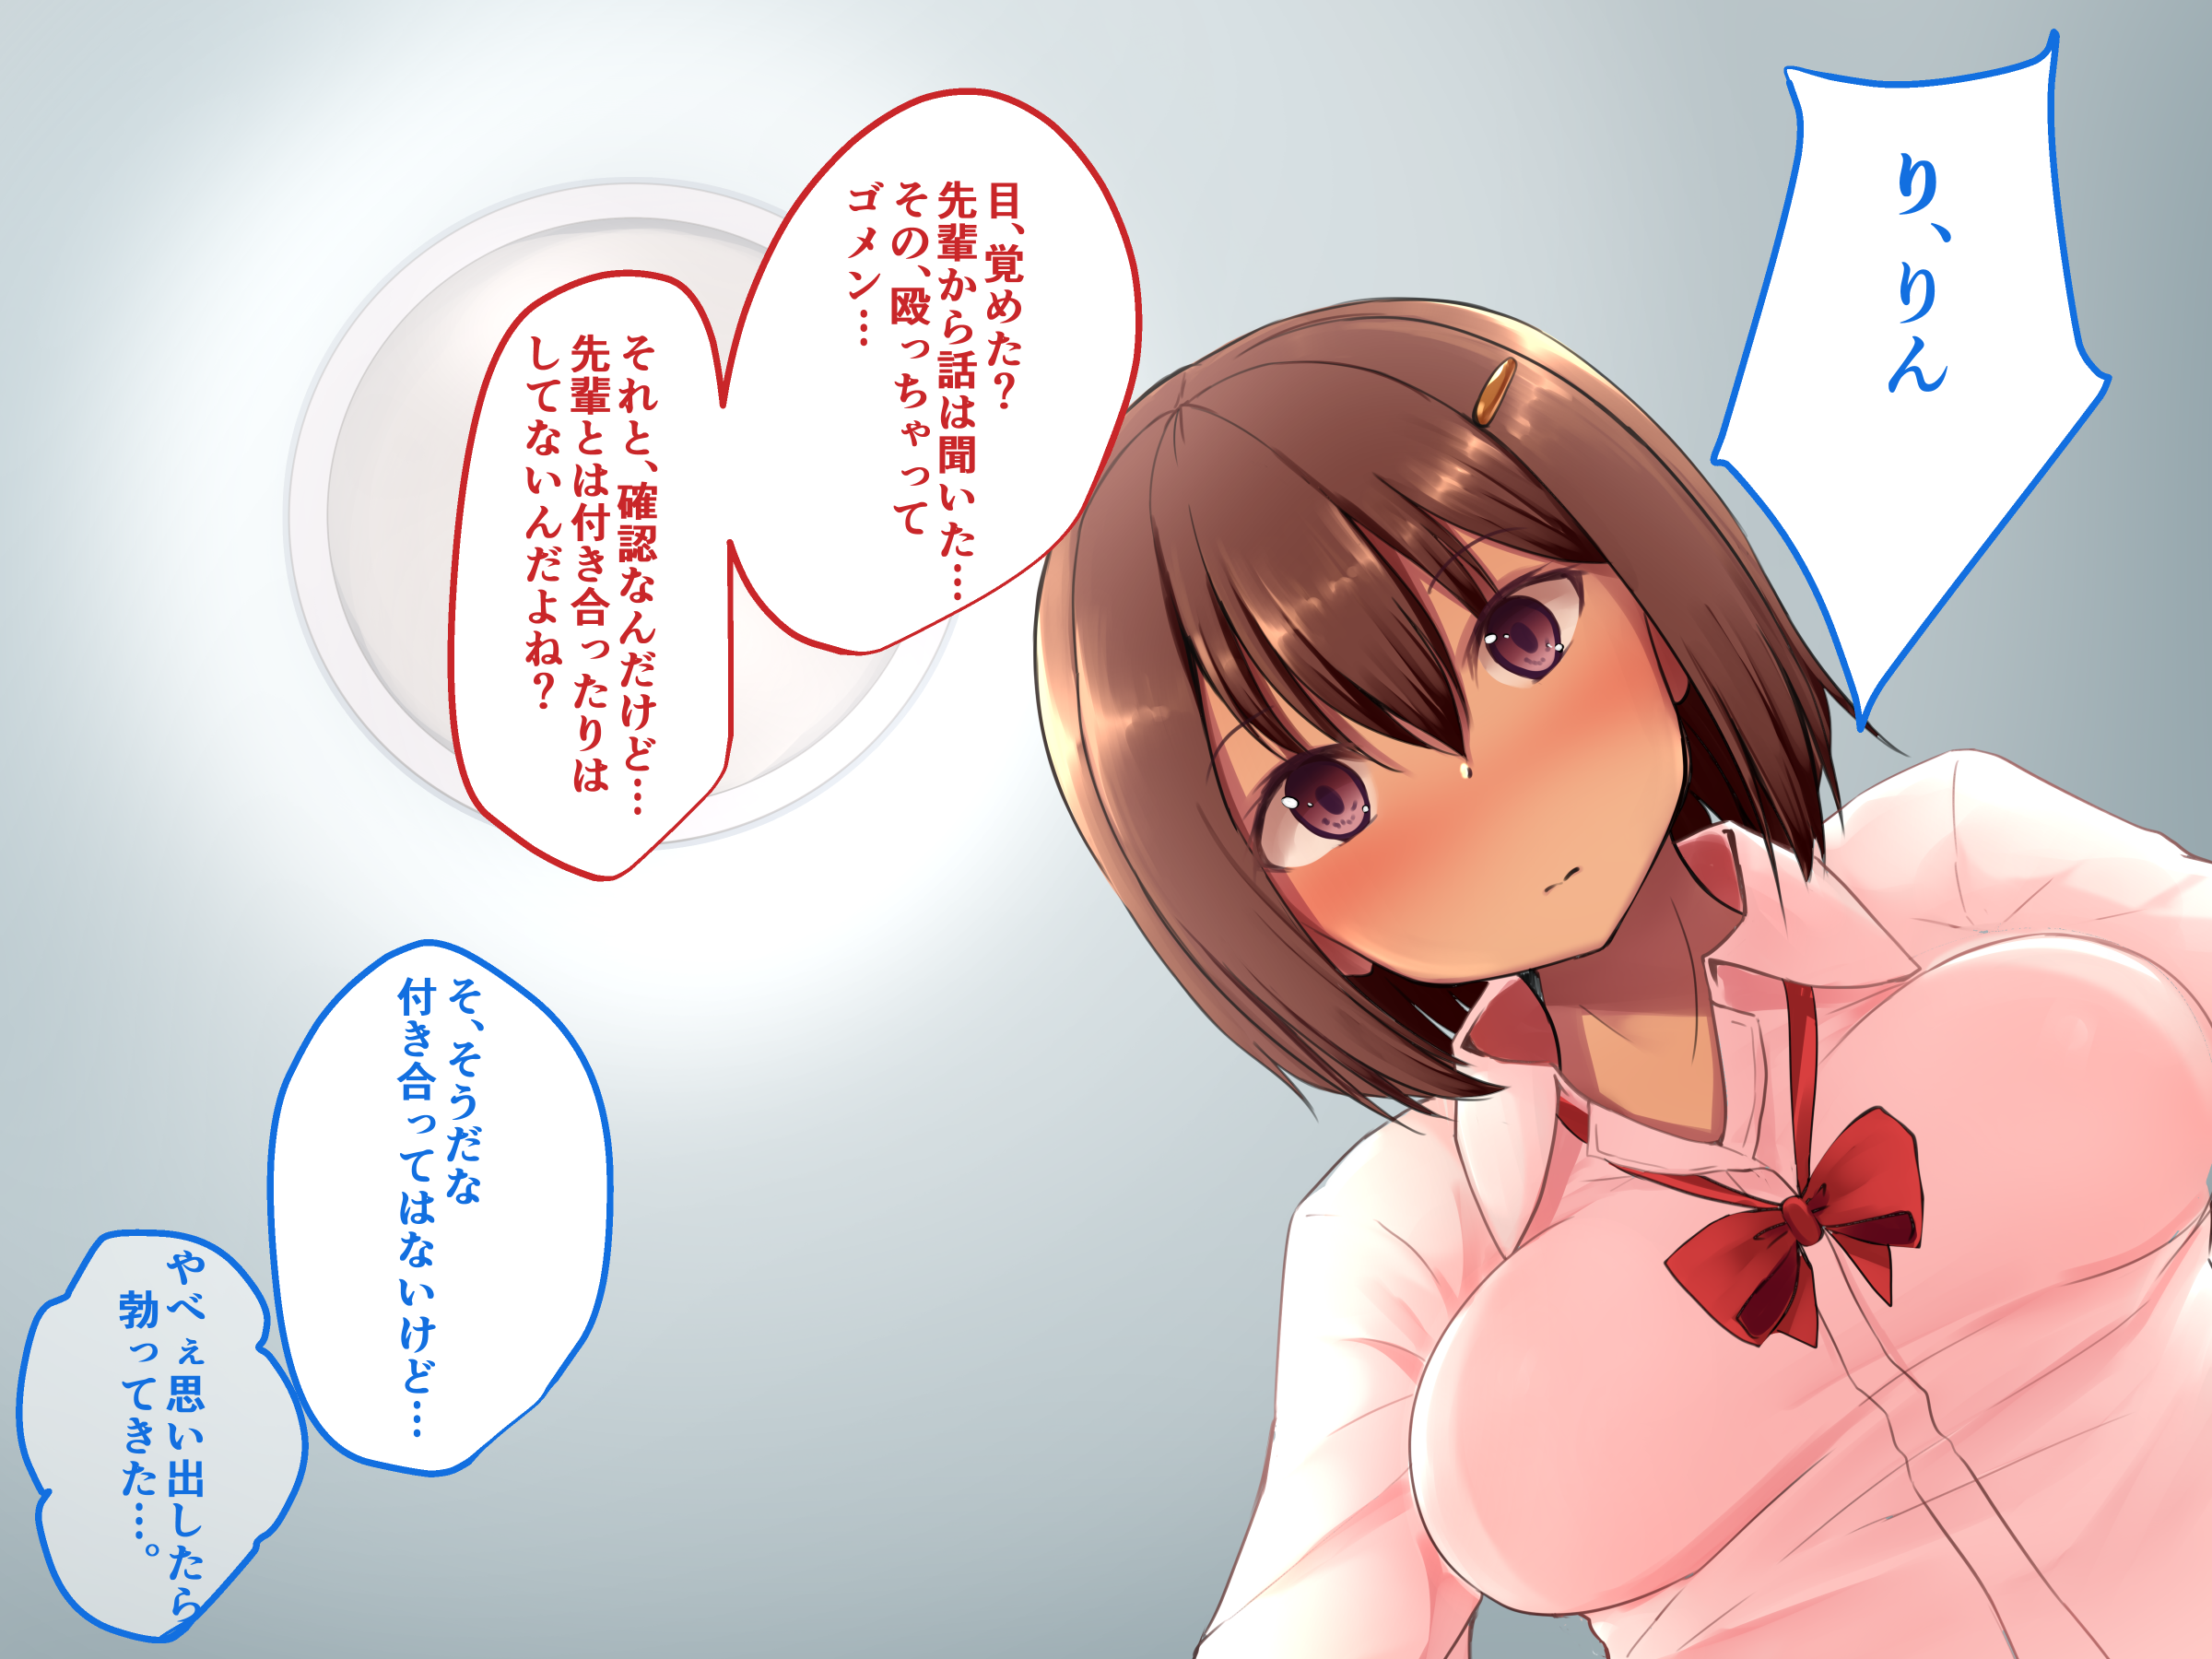 り、りん
目、覚めた？
先輩から話は聞いた…
その、殴っちゃって
ゴメン…
それと、確認なんだけど…
先輩とは付き合ったりは
してないんだよね？
そ、そうだな
付き合ってはないけど…
やべぇ思い出したら
勃ってきた…。